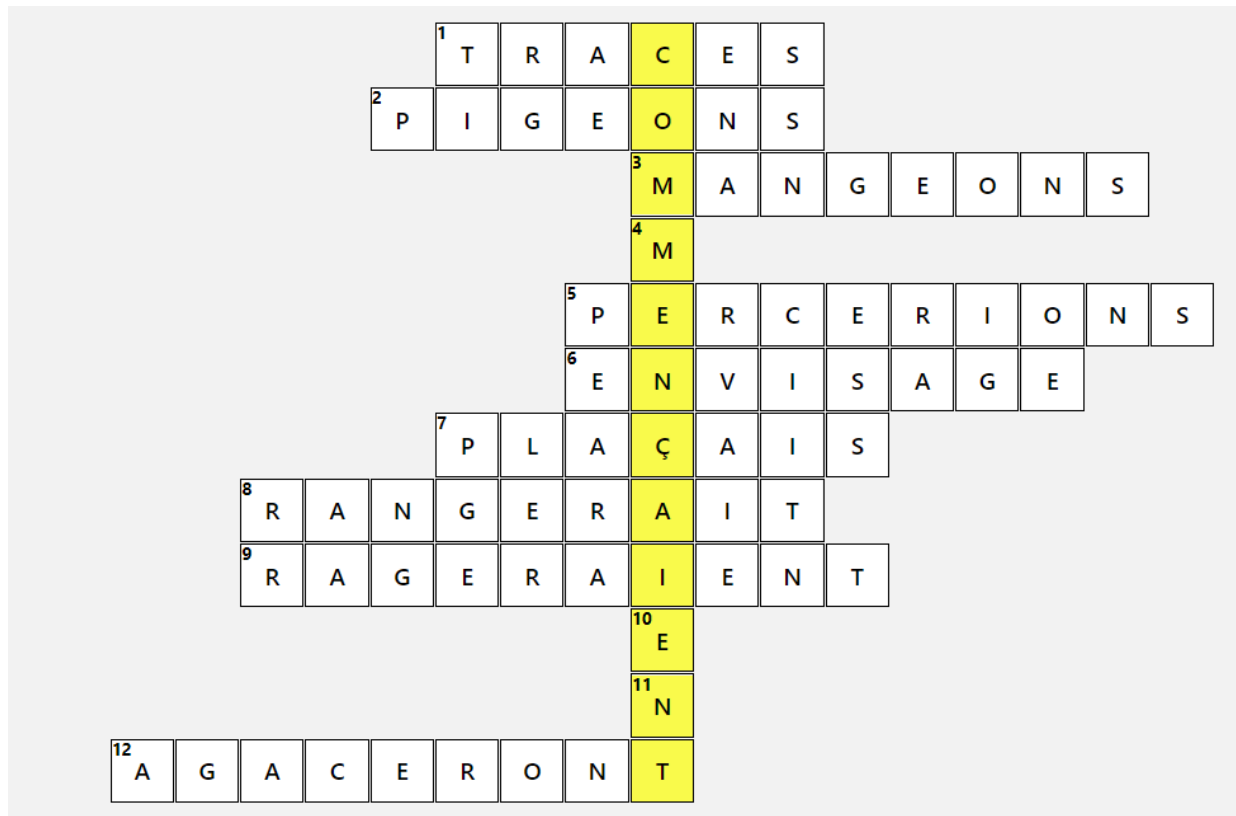 1 T R A C E S
2 P I G E O N S
3 M A N G E O N S
4 M
5 P E R C E R I O N S
6 E N V I S A G E
7 P L A Ç A I S
8 R A N G E R A I T
9 R A G E R A I E N T
10 E
11 N
12 A G A C E R O N T